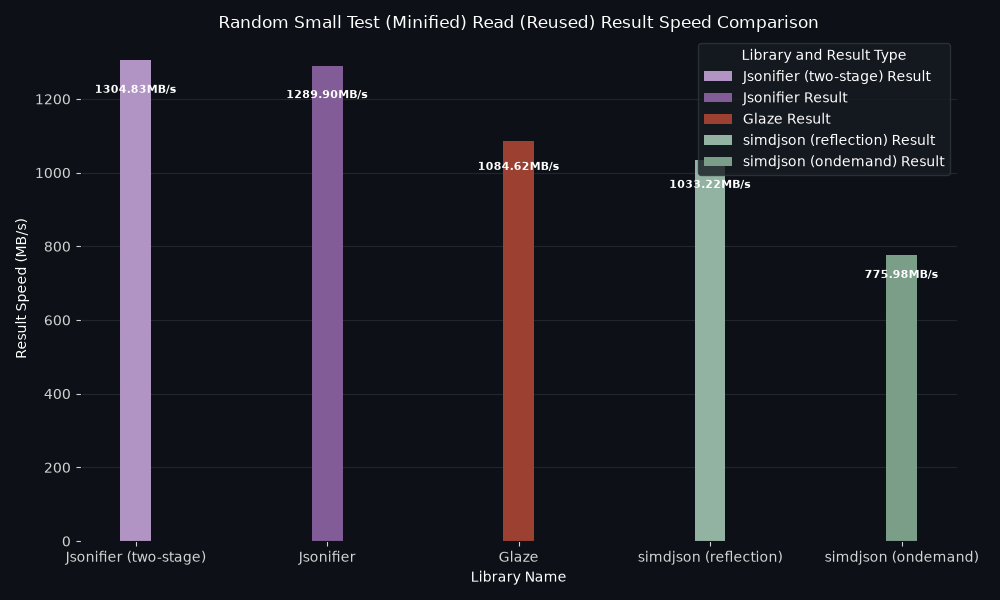 Random Small Test (Minified) Read (Reused) Result Speed Comparison
Library and Result Type
Jsonifier (two-stage) Result
Jsonifier Result
Glaze Result
simdjson (reflection) Result
simdjson (ondemand) Result
1304.83MB/s
1289.90MB/s
1084.62MB/s
1033.22MB/s
775.98MB/s
Result Speed (MB/s)
1200
1000
800
600
400
200
0
Jsonifier (two-stage)
Jsonifier
Glaze
simdjson (reflection)
simdjson (ondemand)
Library Name